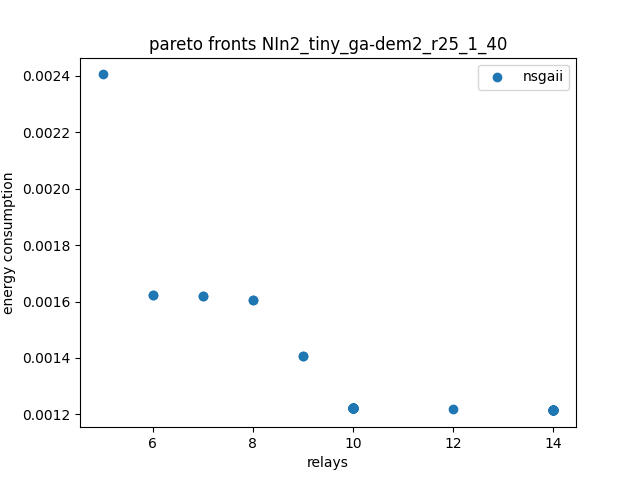 pareto fronts NIn2_tiny_ga-dem2_r25_1_40
nsgaii
0.0024
0.0022
0.0020
0.0018
0.0016
0.0014
0.0012
energy consumption
6 8 10 12 14
relays